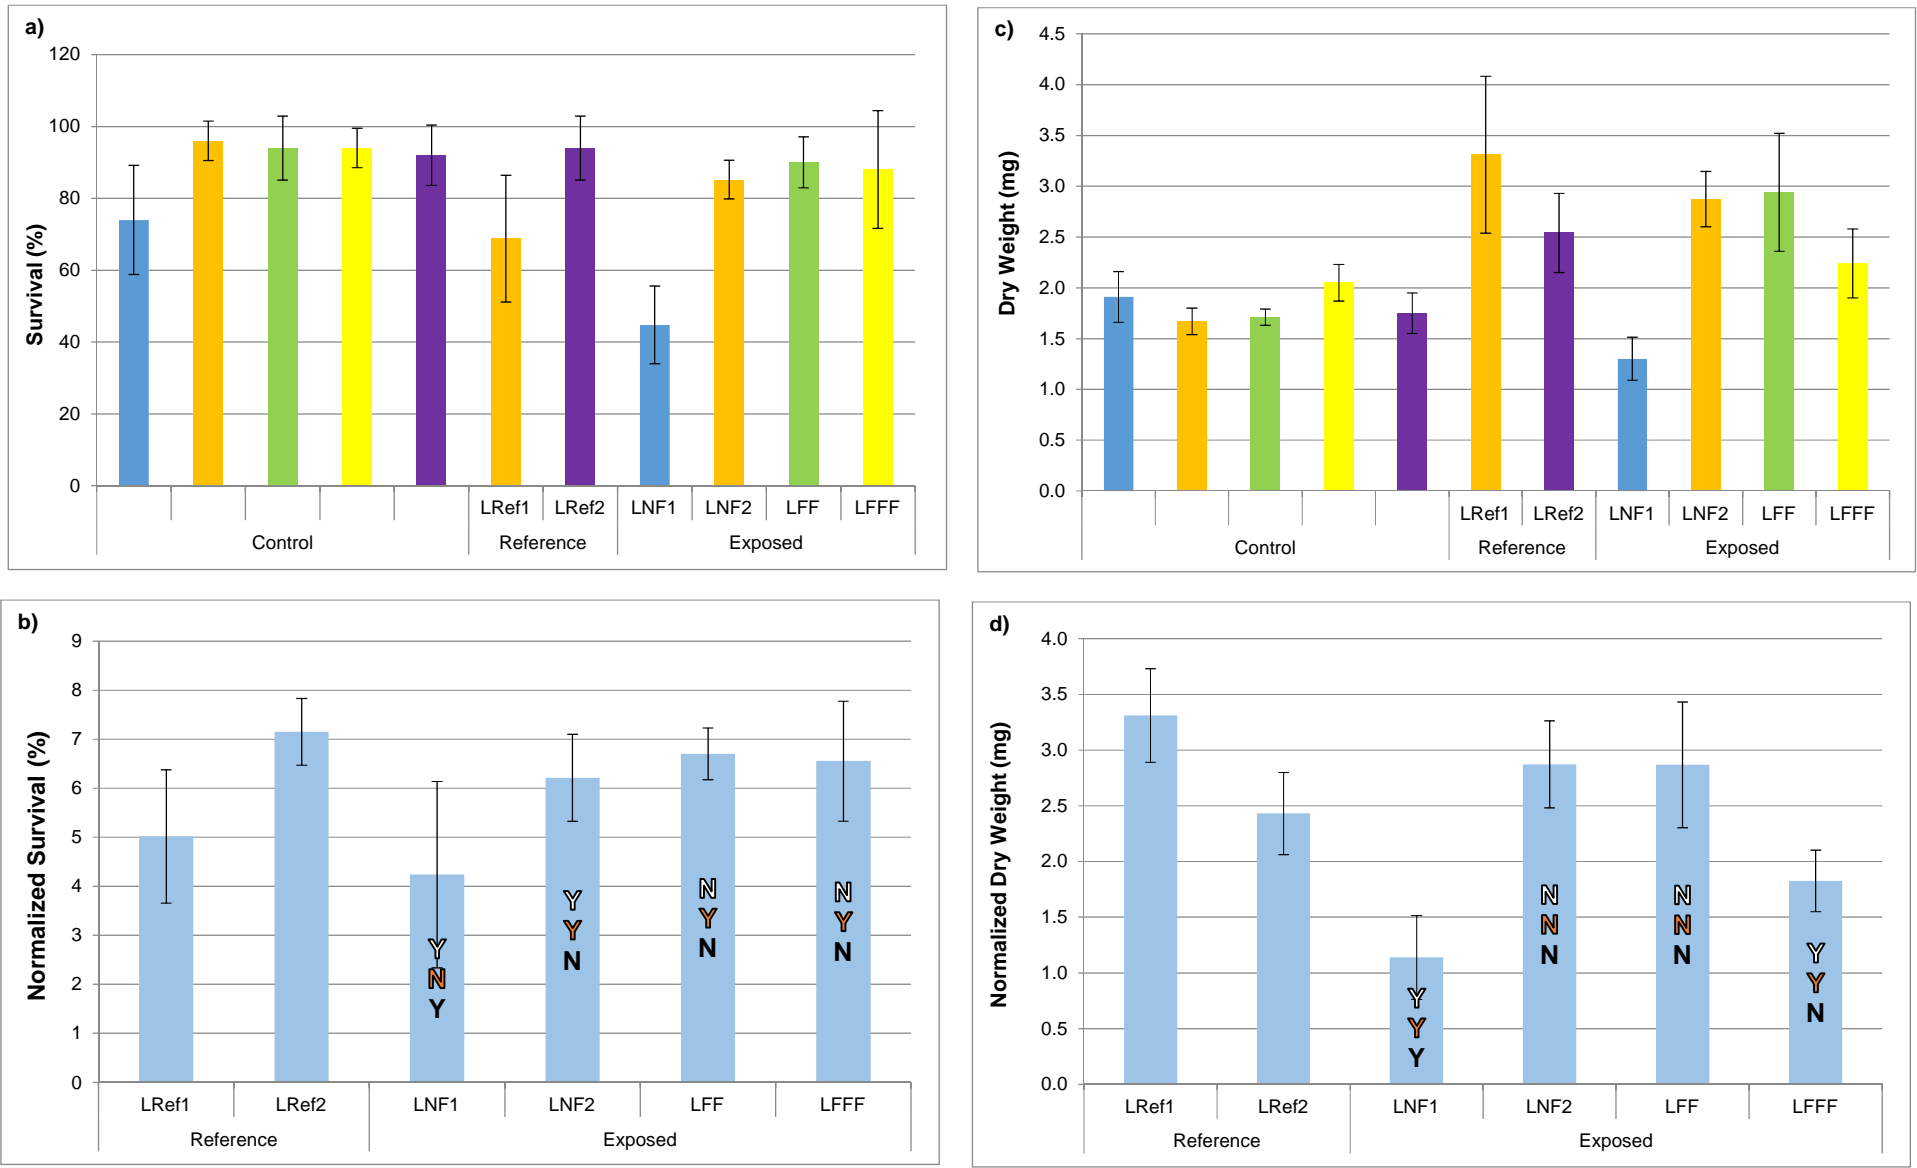 a)
120
100
80
60
40
20
0
Survival (%)
LRef1 LRef2 LNF1 LNF2 LFF LFFF
Control Reference Exposed
c)
4.5
4.0
3.5
3.0
2.5
2.0
1.5
1.0
0.5
0.0
Dry Weight (mg)
LRef1 LRef2 LNF1 LNF2 LFF LFFF
Control Reference Exposed
b)
9
8
7
6
5
4
3
2
1
0
Normalized Survival (%)
Y
N
Y
Y
Y
N
N
Y
N
N
Y
N
LRef1 LRef2 LNF1 LNF2 LFF LFFF
Reference Exposed
d)
4.0
3.5
3.0
2.5
2.0
1.5
1.0
0.5
0.0
Normalized Dry Weight (mg)
Y
Y
Y
N
N
N
N
N
N
Y
Y
N
LRef1 LRef2 LNF1 LNF2 LFF LFFF
Reference Exposed